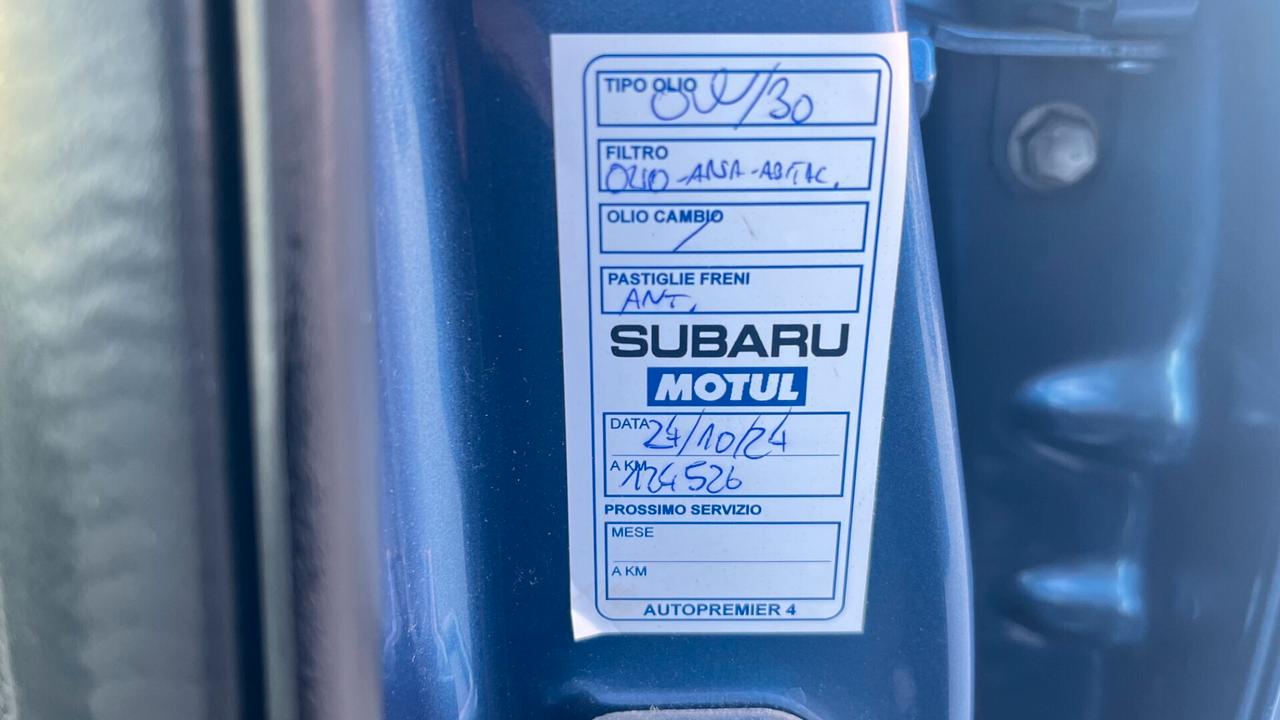 TIPO OLIO
0W/30
FILTRO
OLIO - ARIA - ABITAC.
OLIO CAMBIO
/
PASTIGLIE FRENI
ANT.
SUBARU
MOTUL
DATA 24/10/24
A KM 124526
PROSSIMO SERVIZIO
MESE
A KM
AUTOPREMIER 4